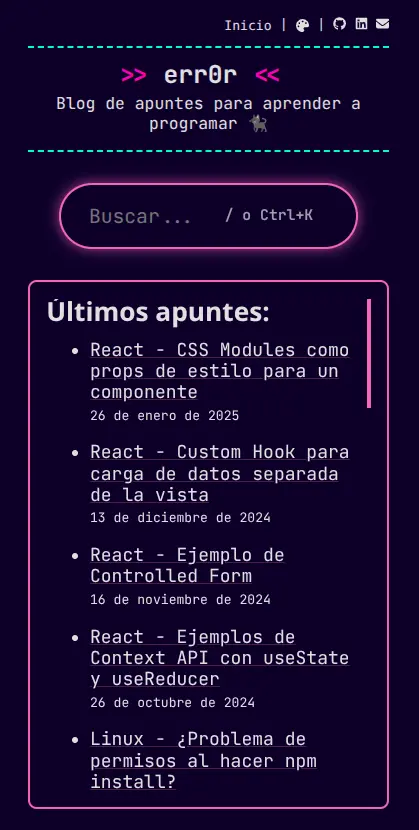 Inicio | | 
>> err0r <<
Blog de apuntes para aprender a
programar 🐈‍⬛
Buscar... / o Ctrl+K
Últimos apuntes:
• React - CSS Modules como
props de estilo para un
componente
26 de enero de 2025
• React - Custom Hook para
carga de datos separada
de la vista
13 de diciembre de 2024
• React - Ejemplo de
Controlled Form
16 de noviembre de 2024
• React - Ejemplos de
Context API con useState
y useReducer
26 de octubre de 2024
• Linux - ¿Problema de
permisos al hacer npm
install?